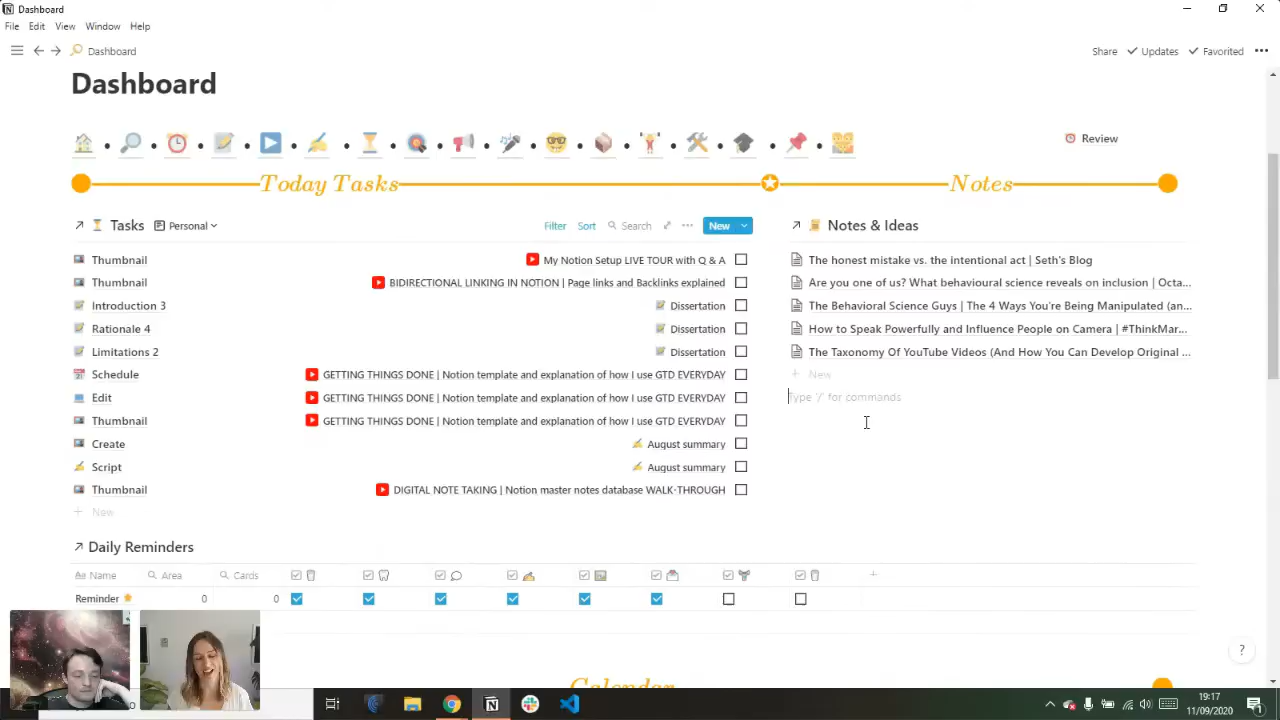 Dashboard
File Edit View Window Help
Dashboard
Share Updates Favorited
Dashboard
Review
Today Tasks Notes
Tasks Personal Filter Sort Search New
Notes & Ideas
Thumbnail My Notion Setup LIVE TOUR with Q & A
The honest mistake vs. the intentional act | Seth's Blog
Thumbnail BIDIRECTIONAL LINKING IN NOTION | Page links and Backlinks explained
Are you one of us? What behavioural science reveals on inclusion | Octa...
Introduction 3 Dissertation
The Behavioral Science Guys | The 4 Ways You're Being Manipulated (an...
Rationale 4 Dissertation
How to Speak Powerfully and Influence People on Camera | #ThinkMar...
Limitations 2 Dissertation
The Taxonomy Of YouTube Videos (And How You Can Develop Original ...
Schedule GETTING THINGS DONE | Notion template and explanation of how I use GTD EVERYDAY
New
Edit GETTING THINGS DONE | Notion template and explanation of how I use GTD EVERYDAY
Type '/' for commands
Thumbnail GETTING THINGS DONE | Notion template and explanation of how I use GTD EVERYDAY
Create August summary
Script August summary
Thumbnail DIGITAL NOTE TAKING | Notion master notes database WALK-THROUGH
New
Daily Reminders
Name Area Cards
Reminder 0 0
Calendar
?
19:17
11/09/2020